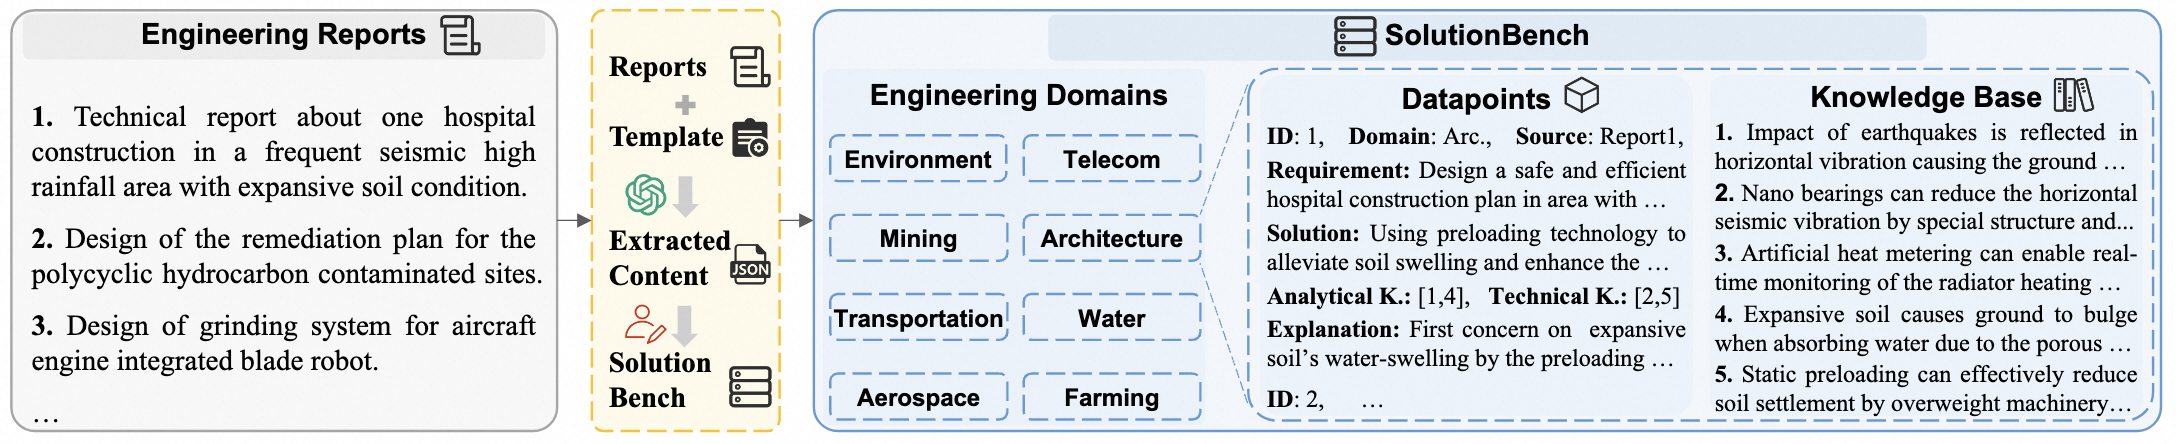 Engineering Reports
1. Technical report about one hospital
construction in a frequent seismic high
rainfall area with expansive soil condition.
2. Design of the remediation plan for the
polycyclic hydrocarbon contaminated sites.
3. Design of grinding system for aircraft
engine integrated blade robot.
...
Reports
+
Template
Extracted
Content
JSON
Solution
Bench
SolutionBench
Engineering Domains
Environment
Telecom
Mining
Architecture
Transportation
Water
Aerospace
Farming
Datapoints
ID: 1, Domain: Arc., Source: Report1,
Requirement: Design a safe and efficient
hospital construction plan in area with ...
Solution: Using preloading technology to
alleviate soil swelling and enhance the ...
Analytical K.: [1,4], Technical K.: [2,5]
Explanation: First concern on expansive
soil's water-swelling by the preloading ...
ID: 2, ...
Knowledge Base
1. Impact of earthquakes is reflected in
horizontal vibration causing the ground ...
2. Nano bearings can reduce the horizontal
seismic vibration by special structure and...
3. Artificial heat metering can enable real-
time monitoring of the radiator heating ...
4. Expansive soil causes ground to bulge
when absorbing water due to the porous ...
5. Static preloading can effectively reduce
soil settlement by overweight machinery...